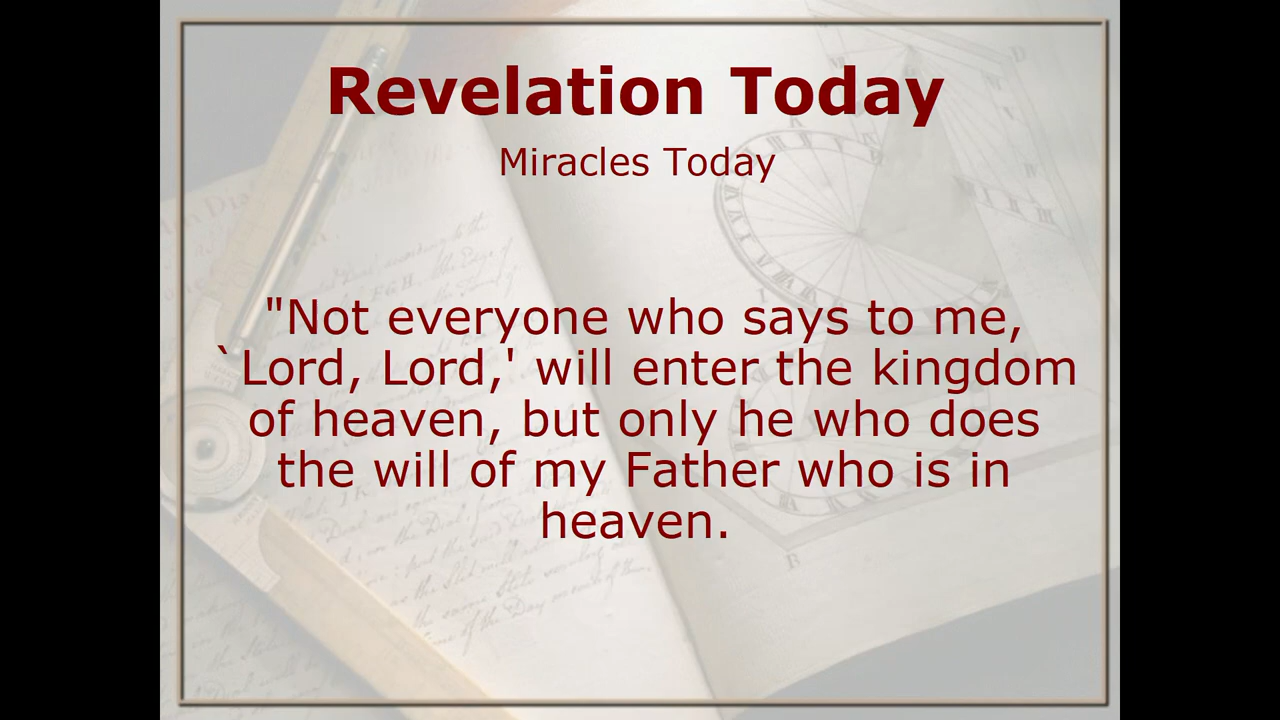 Revelation Today
Miracles Today
"Not everyone who says to me,
`Lord, Lord,' will enter the kingdom
of heaven, but only he who does
the will of my Father who is in
heaven.